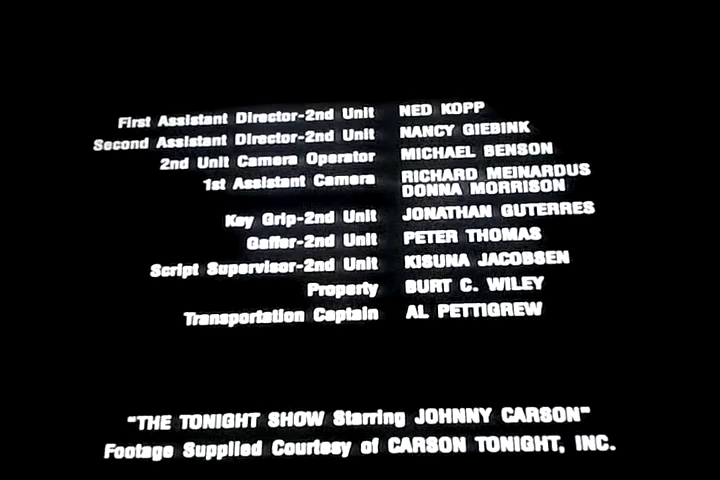 First Assistant Director-2nd Unit NED KOPP
Second Assistant Director-2nd Unit NANCY GIEBINK
2nd Unit Camera Operator MICHAEL BENSON
1st Assistant Camera RICHARD MEINARDUS
DONNA MORRISON
Key Grip-2nd Unit JONATHAN GUTERRES
Gaffer-2nd Unit PETER THOMAS
Script Supervisor-2nd Unit KISUNA JACOBSEN
Property BURT C. WILEY
Transportation Captain AL PETTIGREW
"THE TONIGHT SHOW Starring JOHNNY CARSON"
Footage Supplied Courtesy of CARSON TONIGHT, INC.